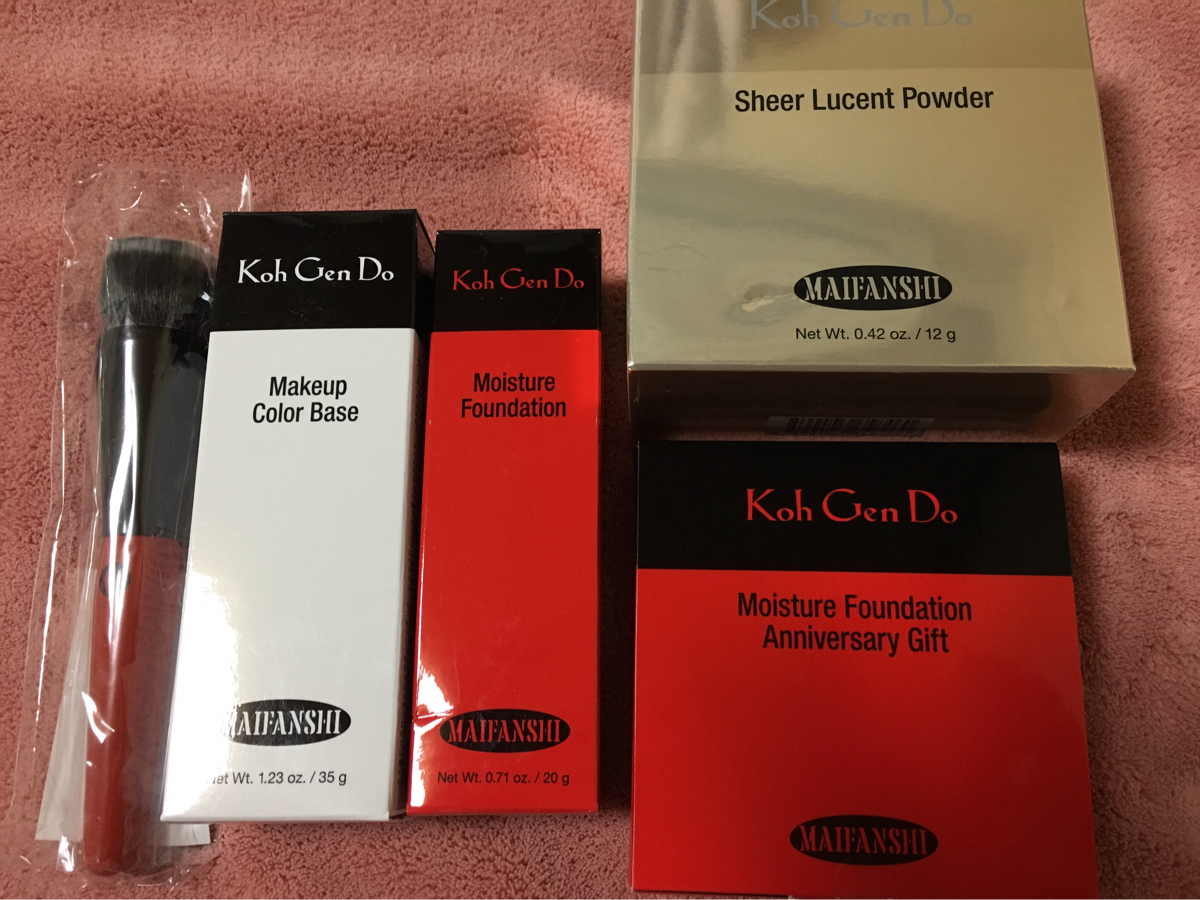 Koh Gen Do
Makeup
Color Base
MAIFANSHI
Net Wt. 1.23 oz. / 35 g
Koh Gen Do
Moisture
Foundation
MAIFANSHI
Net Wt. 0.71 oz. / 20 g
Koh Gen Do
Sheer Lucent Powder
MAIFANSHI
Net Wt. 0.42 oz. / 12 g
Koh Gen Do
Moisture Foundation
Anniversary Gift
MAIFANSHI